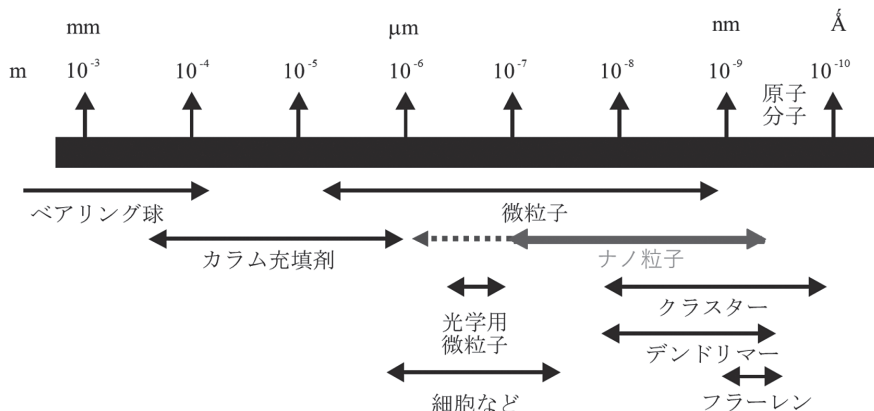 mm μm nm Å
m 10⁻³ 10⁻⁴ 10⁻⁵ 10⁻⁶ 10⁻⁷ 10⁻⁸ 10⁻⁹ 10⁻¹⁰
原子
分子
ベアリング球
微粒子
カラム充填剤
ナノ粒子
クラスター
光学用
微粒子
デンドリマー
細胞など
フラーレン